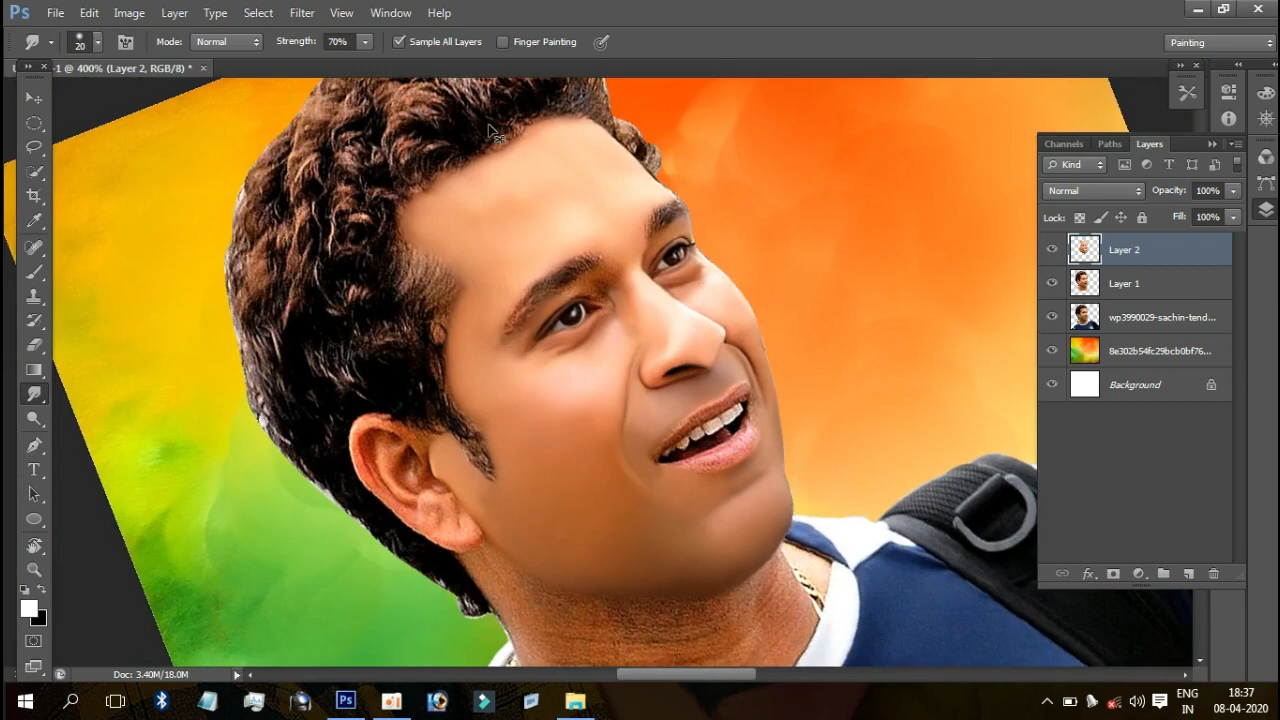 Ps File Edit Image Layer Type Select Filter View Window Help
20 Mode: Normal Strength: 70% Sample All Layers Finger Painting Painting
-1 @ 400% (Layer 2, RGB/8) * ×
Channels Paths Layers
Kind
Normal Opacity: 100%
Lock: Fill: 100%
Layer 2
Layer 1
wp3990029-sachin-tend...
8e302b54fc29bcb0bf76...
Background
fx
Doc: 3.40M/18.0M
Ps
ENG 18:37
IN 08-04-2020